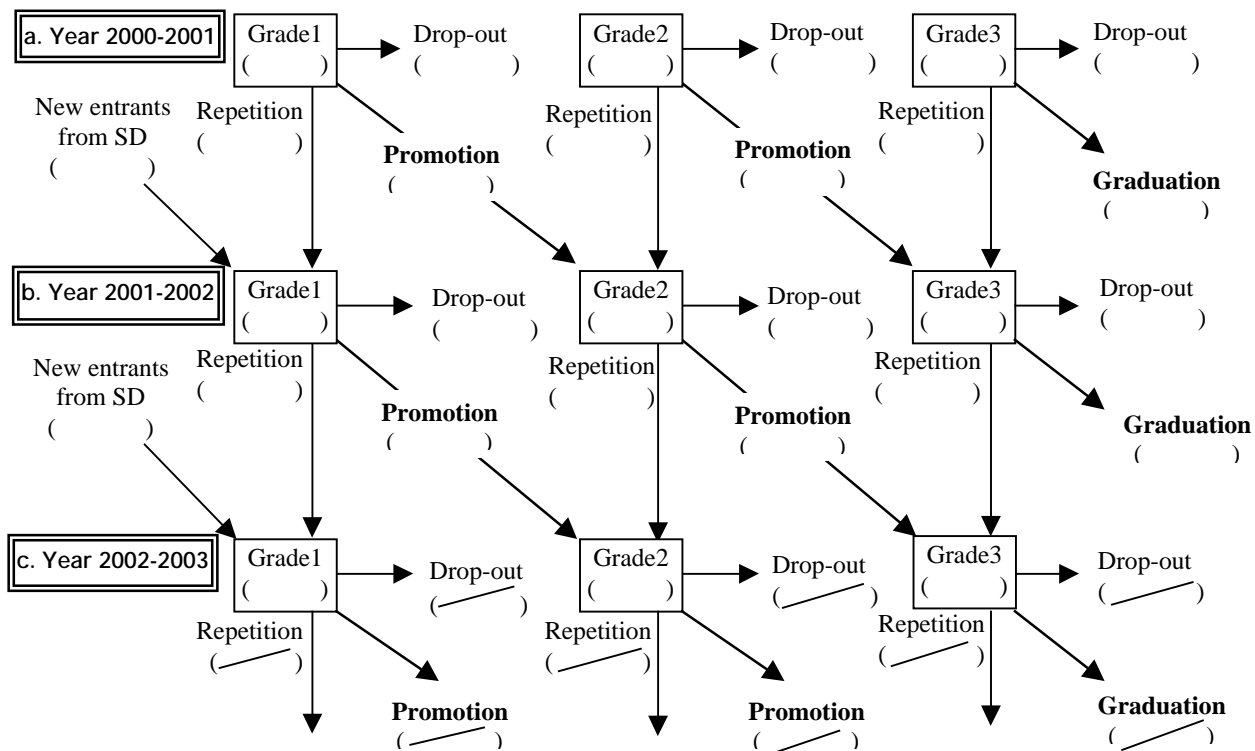 a. Year 2000-2001
Grade1
( )
Drop-out
( )
Grade2
( )
Drop-out
( )
Grade3
( )
Drop-out
( )
New entrants
from SD
( )
Repetition
( )
Promotion
( )
Repetition
( )
Promotion
( )
Repetition
( )
Graduation
( )
b. Year 2001-2002
Grade1
( )
Drop-out
( )
Grade2
( )
Drop-out
( )
Grade3
( )
Drop-out
( )
New entrants
from SD
( )
Repetition
( )
Promotion
( )
Repetition
( )
Promotion
( )
Repetition
( )
Graduation
( )
c. Year 2002-2003
Grade1
( )
Drop-out
( )
Grade2
( )
Drop-out
( )
Grade3
( )
Drop-out
( )
Repetition
( )
Promotion
( )
Repetition
( )
Promotion
( )
Repetition
( )
Graduation
( )